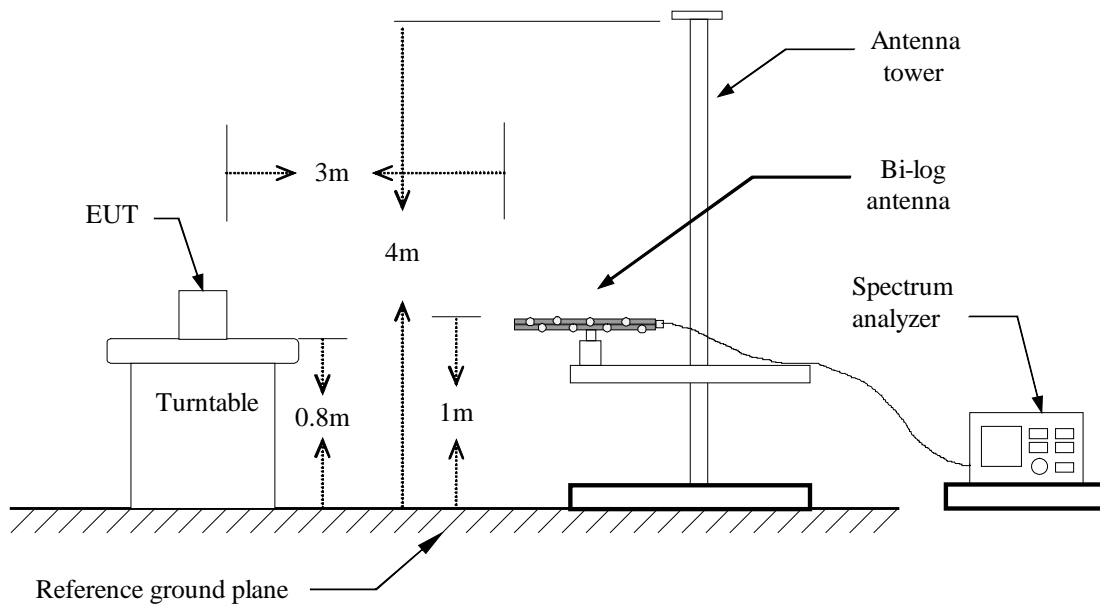 Antenna
tower
3m
Bi-log
antenna
EUT
4m
Spectrum
analyzer
Turntable
0.8m
1m
Reference ground plane